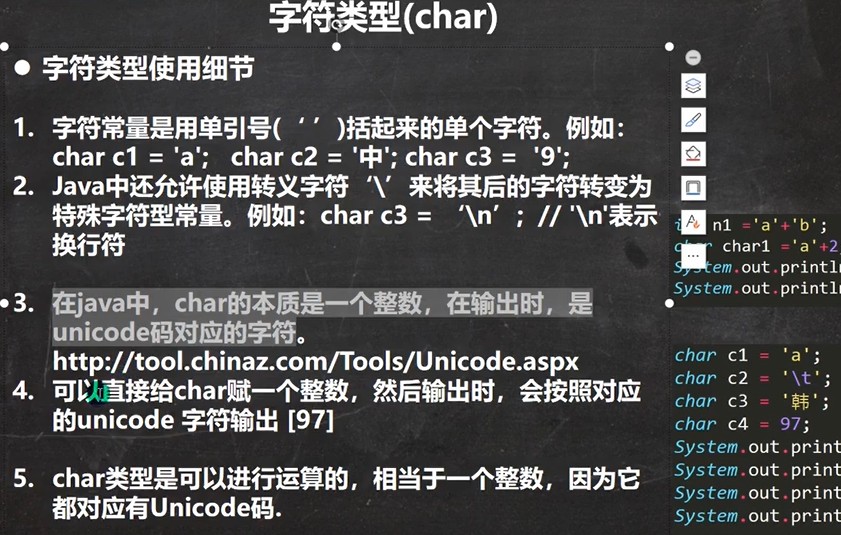 字符类型(char)
● 字符类型使用细节
1. 字符常量是用单引号(‘ ’)括起来的单个字符。例如：
char c1 = 'a'; char c2 = '中'; char c3 = '9';
2. Java中还允许使用转义字符‘\’来将其后的字符转变为
特殊字符型常量。例如：char c3 = ‘\n’; // '\n'表示
换行符
3. 在java中，char的本质是一个整数，在输出时，是
unicode码对应的字符。
http://tool.chinaz.com/Tools/Unicode.aspx
4. 可以直接给char赋一个整数，然后输出时，会按照对应
的unicode 字符输出 [97]
5. char类型是可以进行运算的，相当于一个整数，因为它
都对应有Unicode码.
n1 ='a'+'b';
char1 ='a'+2
System.out.println
System.out.println
char c1 = 'a';
char c2 = '\t';
char c3 = '韩';
char c4 = 97;
System.out.print
System.out.print
System.out.print
System.out.print